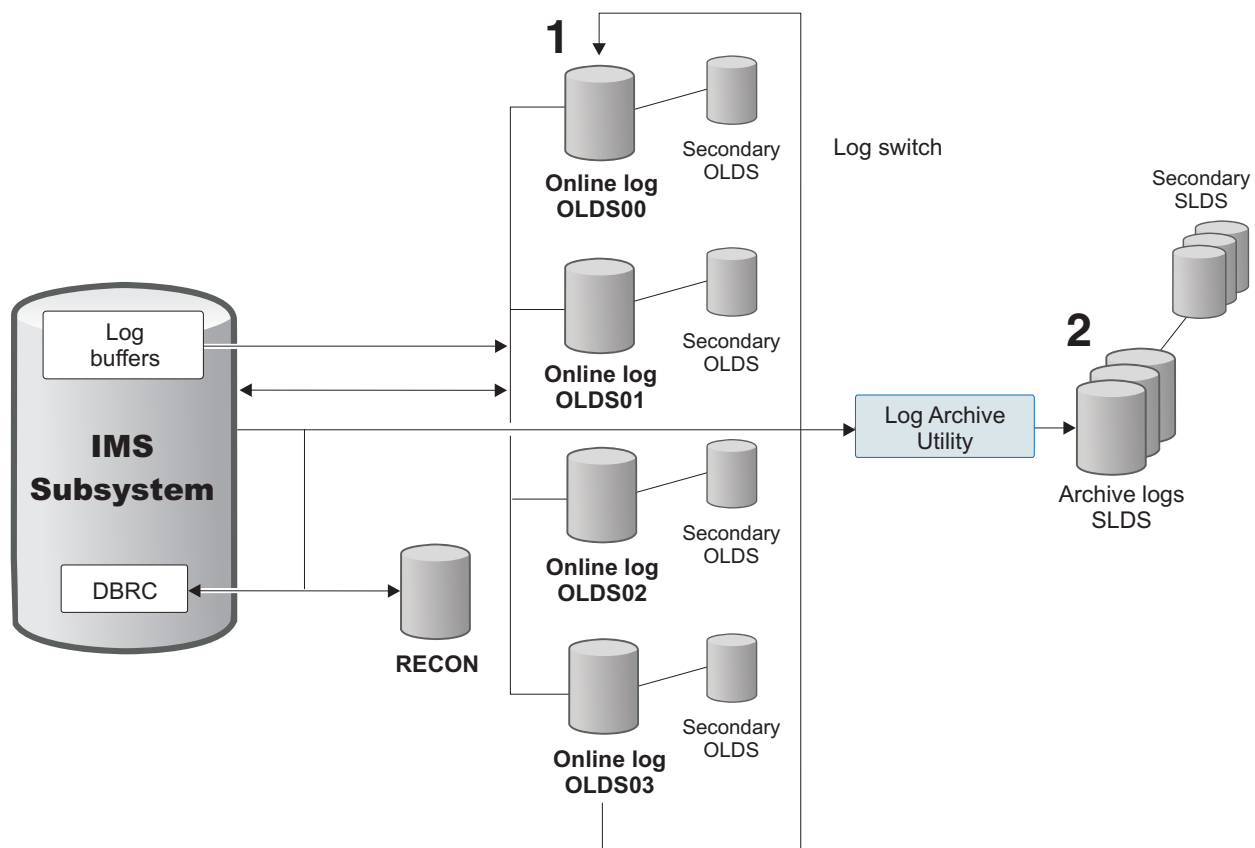 1
Secondary
OLDS
Online log
OLDS00
Log switch
Secondary
SLDS
Secondary
OLDS
Online log
OLDS01
Log
buffers
2
IMS
Subsystem
Log Archive
Utility
Archive logs
SLDS
Secondary
OLDS
Online log
OLDS02
DBRC
RECON
Secondary
OLDS
Online log
OLDS03